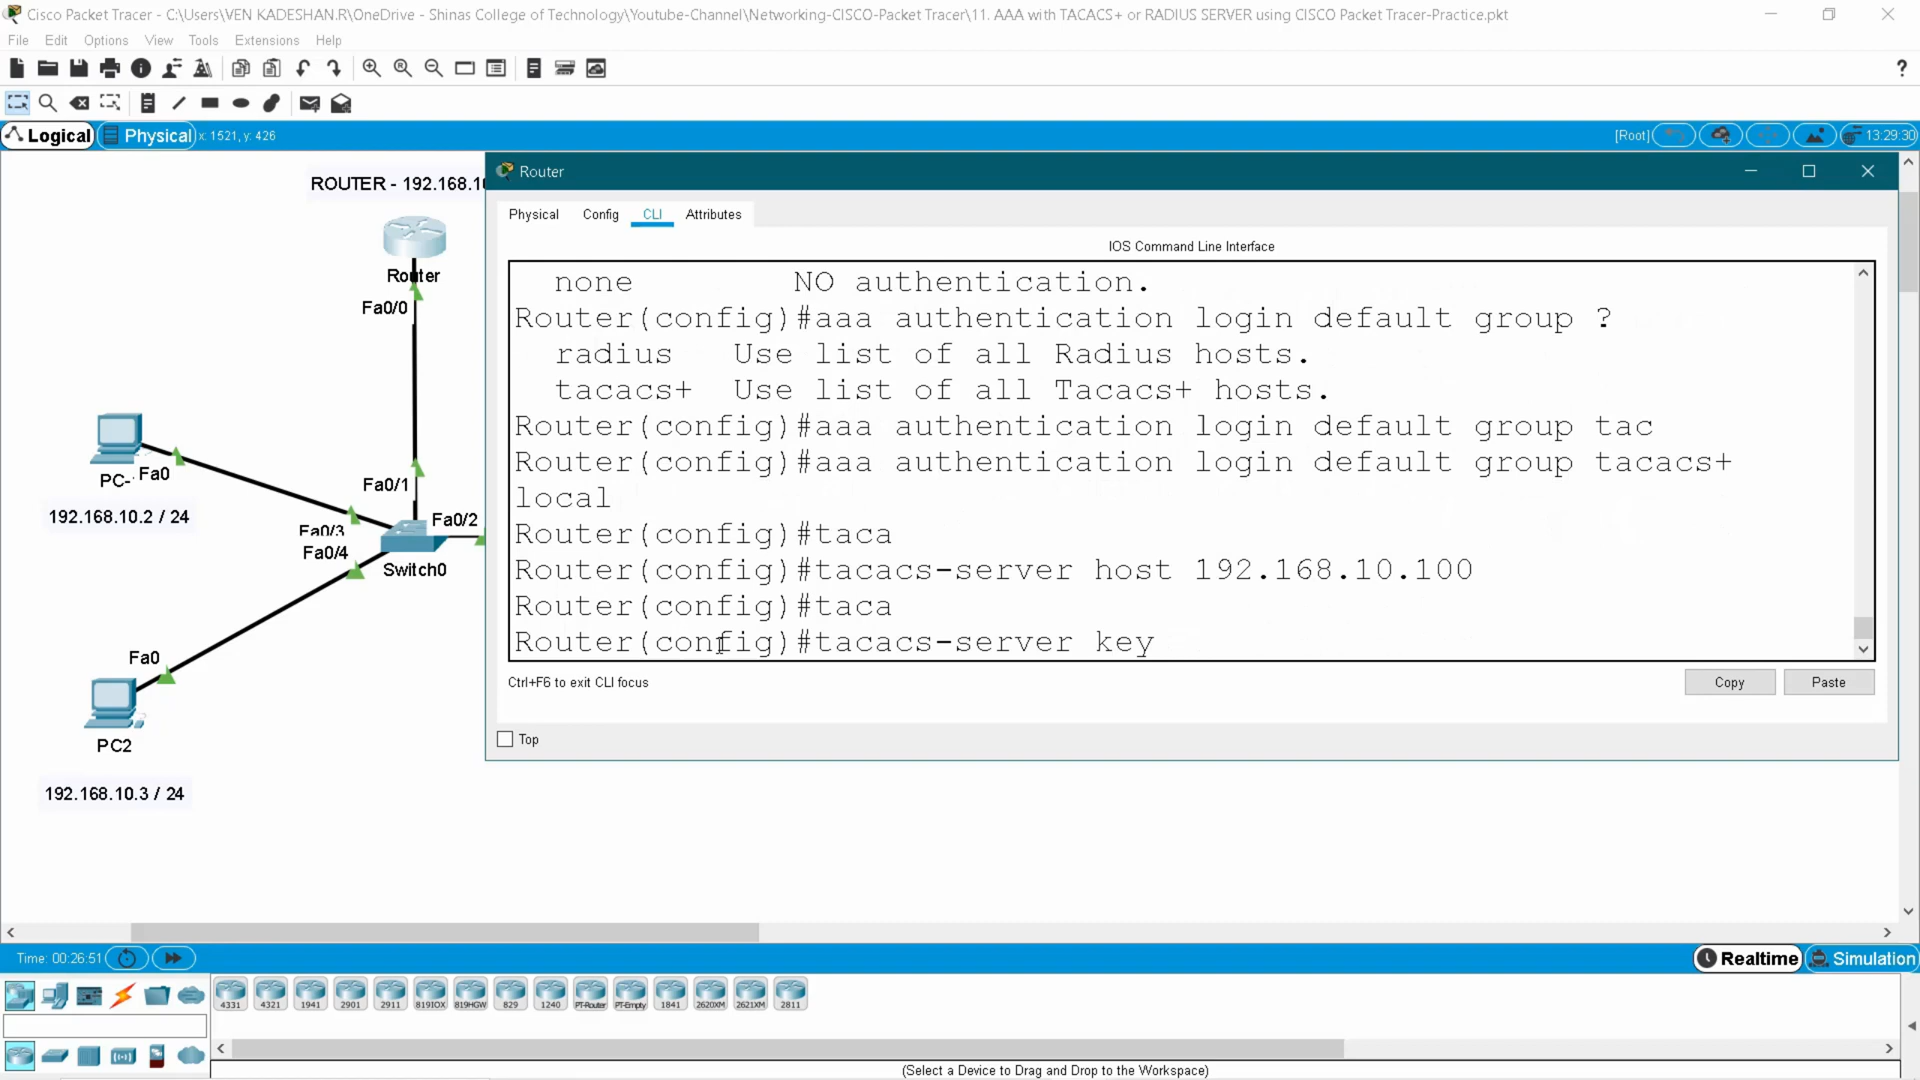 Cisco Packet Tracer - C:\Users\VEN KADESHAN.R\OneDrive - Shinas College of Technology\Youtube-Channel\Networking-CISCO-Packet Tracer\11. AAA with TACACS+ or RADIUS SERVER using CISCO Packet Tracer-Practice.pkt
File Edit Options View Tools Extensions Help
?
Logical Physical x: 1521, y: 426 [Root] 13:29:30
ROUTER - 192.168.10
Router
Fa0/0
Fa0/1
Fa0/2
Fa0/3
Fa0/4
Switch0
PC-
Fa0
192.168.10.2 / 24
Fa0
PC2
192.168.10.3 / 24
Router
Physical Config CLI Attributes
IOS Command Line Interface
none NO authentication.
Router(config)#aaa authentication login default group ?
radius Use list of all Radius hosts.
tacacs+ Use list of all Tacacs+ hosts.
Router(config)#aaa authentication login default group tac
Router(config)#aaa authentication login default group tacacs+
local
Router(config)#taca
Router(config)#tacacs-server host 192.168.10.100
Router(config)#taca
Router(config)#tacacs-server key
Ctrl+F6 to exit CLI focus
Copy Paste
Top
Time: 00:26:51 Realtime Simulation
4331 4321 1941 2901 2911 819IOX 819HGW 829 1240 PT-Router PT-Empty 1841 2620XM 2621XM 2811
(Select a Device to Drag and Drop to the Workspace)